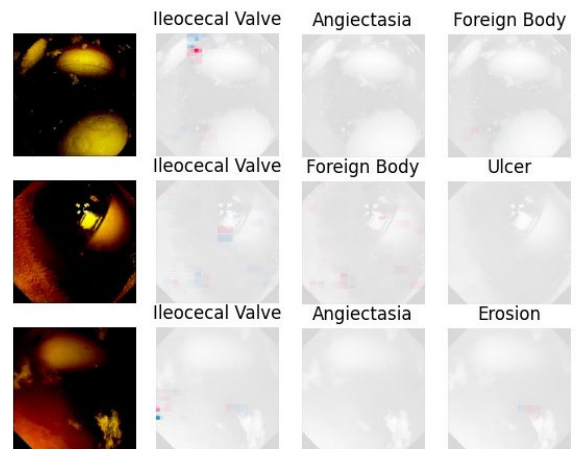 Ileocecal Valve Angiectasia Foreign Body
Ileocecal Valve Foreign Body Ulcer
Ileocecal Valve Angiectasia Erosion